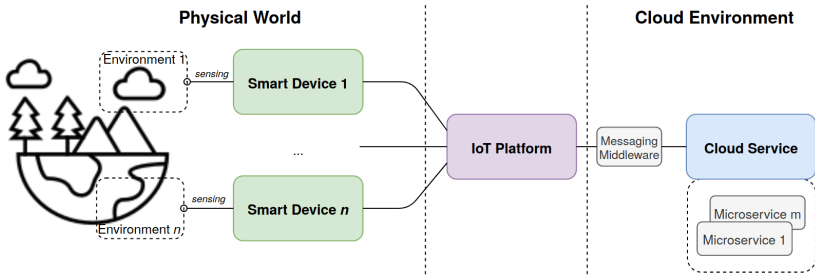 Physical World
Cloud Environment
Environment 1
sensing
Smart Device 1
...
IoT Platform
Messaging
Middleware
Cloud Service
Environment n
sensing
Smart Device n
Microservice m
Microservice 1